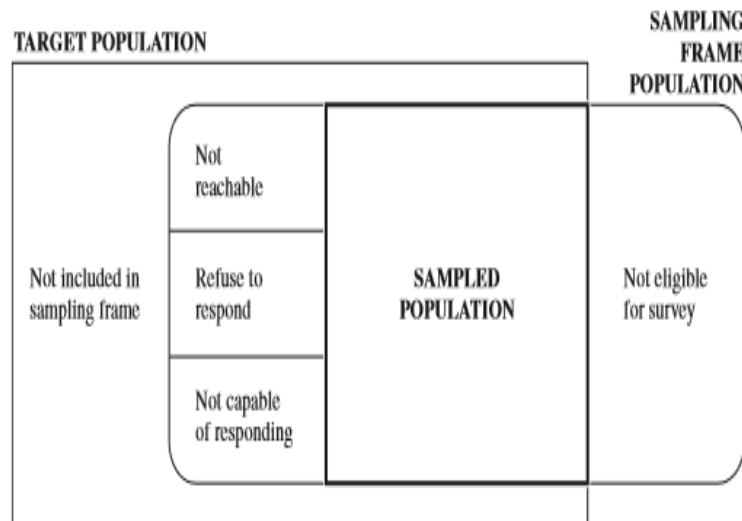 TARGET POPULATION
SAMPLING
FRAME
POPULATION
Not included in
sampling frame
Not
reachable
Refuse to
respond
Not capable
of responding
SAMPLED
POPULATION
Not eligible
for survey